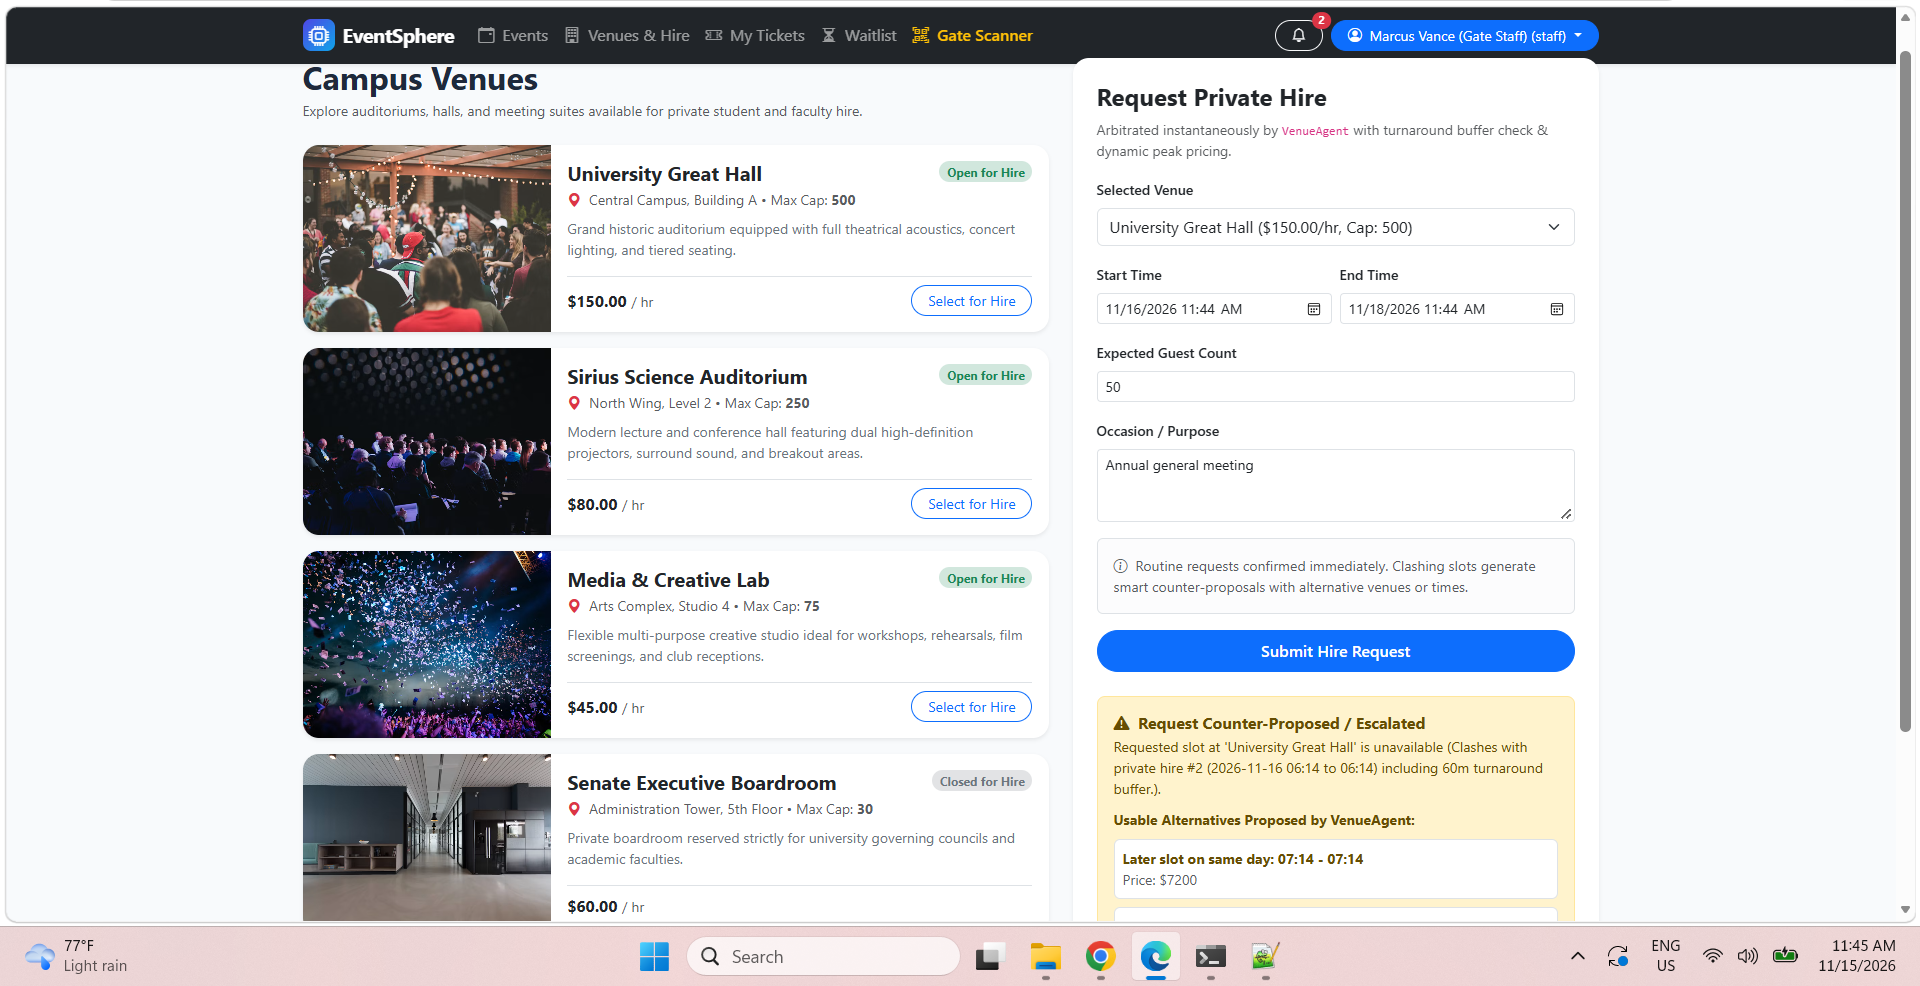 EventSphere
Events
Venues & Hire
My Tickets
Waitlist
Gate Scanner
2
Marcus Vance (Gate Staff) (staff)
Campus Venues
Explore auditoriums, halls, and meeting suites available for private student and faculty hire.
University Great Hall
Open for Hire
Central Campus, Building A • Max Cap: 500
Grand historic auditorium equipped with full theatrical acoustics, concert
lighting, and tiered seating.
$150.00 / hr
Select for Hire
Sirius Science Auditorium
Open for Hire
North Wing, Level 2 • Max Cap: 250
Modern lecture and conference hall featuring dual high-definition
projectors, surround sound, and breakout areas.
$80.00 / hr
Select for Hire
Media & Creative Lab
Open for Hire
Arts Complex, Studio 4 • Max Cap: 75
Flexible multi-purpose creative studio ideal for workshops, rehearsals, film
screenings, and club receptions.
$45.00 / hr
Select for Hire
Senate Executive Boardroom
Closed for Hire
Administration Tower, 5th Floor • Max Cap: 30
Private boardroom reserved strictly for university governing councils and
academic faculties.
$60.00 / hr
Request Private Hire
Arbitrated instantaneously by VenueAgent with turnaround buffer check &
dynamic peak pricing.
Selected Venue
University Great Hall ($150.00/hr, Cap: 500)
Start Time
End Time
11/16/2026 11:44 AM
11/18/2026 11:44 AM
Expected Guest Count
50
Occasion / Purpose
Annual general meeting
Routine requests confirmed immediately. Clashing slots generate
smart counter-proposals with alternative venues or times.
Submit Hire Request
Request Counter-Proposed / Escalated
Requested slot at 'University Great Hall' is unavailable (Clashes with
private hire #2 (2026-11-16 06:14 to 06:14) including 60m turnaround
buffer.).
Usable Alternatives Proposed by VenueAgent:
Later slot on same day: 07:14 - 07:14
Price: $7200
77°F
Light rain
Search
ENG
US
11:45 AM
11/15/2026